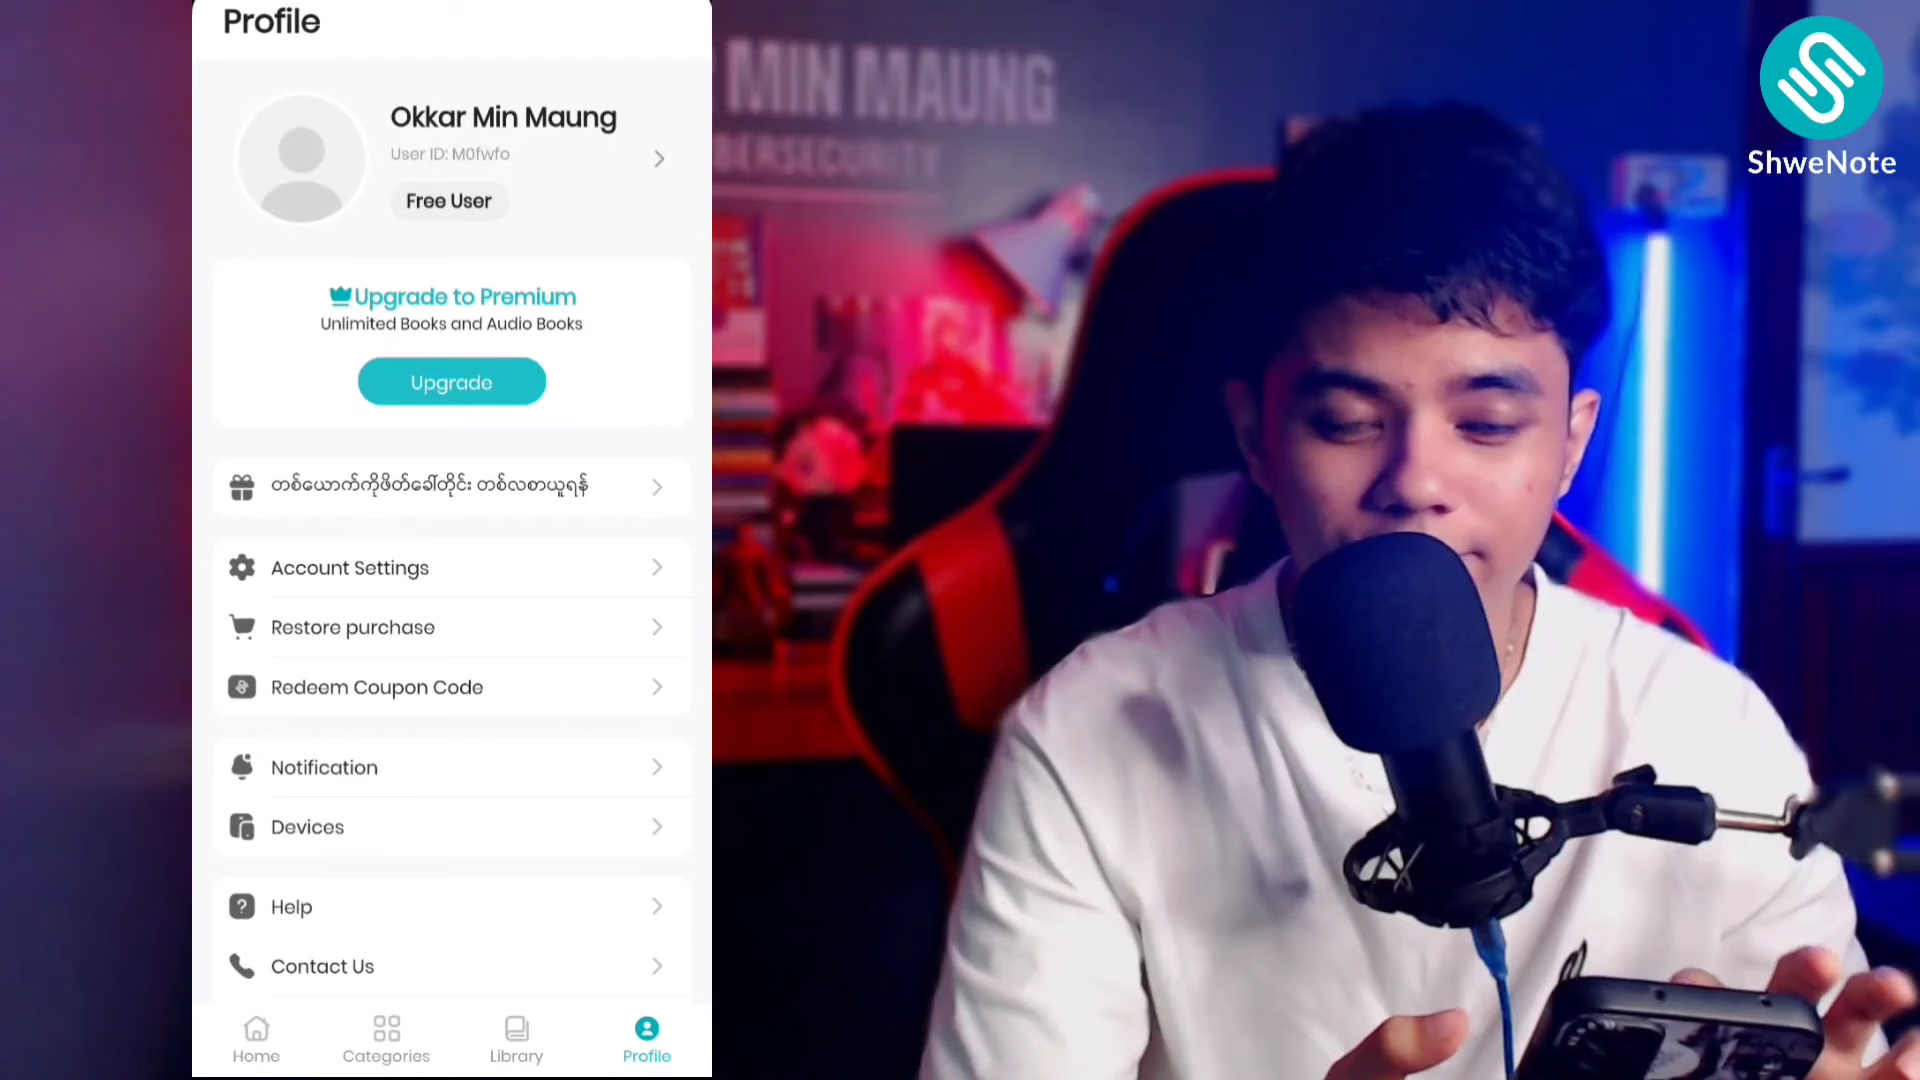 Profile
Okkar Min Maung
User ID: M0fwfo
Free User
Upgrade to Premium
Unlimited Books and Audio Books
Upgrade
တစ်ယောက်ကိုဖိတ်ခေါ်တိုင်း တစ်လစာယူရန်
Account Settings
Restore purchase
Redeem Coupon Code
Notification
Devices
Help
Contact Us
Home
Categories
Library
Profile
MIN MAUNG
ShweNote